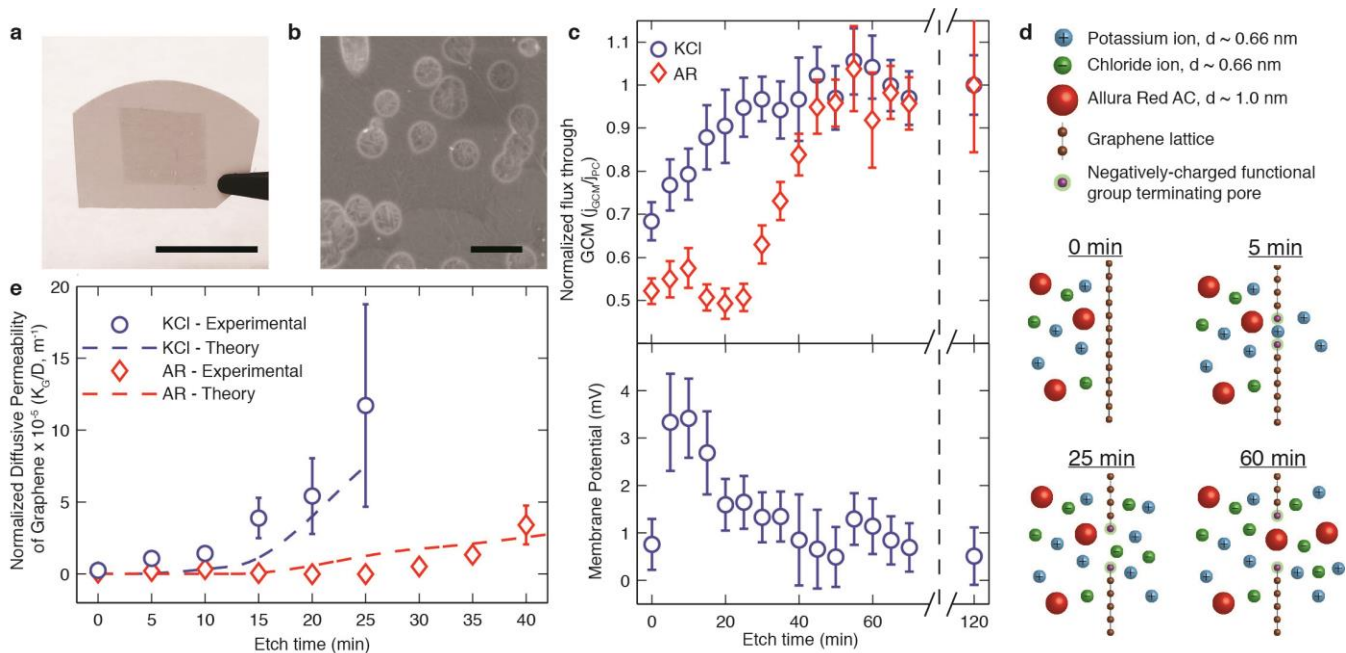 a
b
c
KCl
AR
1.1
1
0.9
0.8
0.7
0.6
0.5
Normalized flux through
GCM (jGCM/jPC)
Membrane Potential (mV)
4
3
2
1
0
0
20
40
60
120
Etch time (min)
d
Potassium ion, d ~ 0.66 nm
Chloride ion, d ~ 0.66 nm
Allura Red AC, d ~ 1.0 nm
Graphene lattice
Negatively-charged functional
group terminating pore
0 min
5 min
25 min
60 min
e
KCl - Experimental
KCl - Theory
AR - Experimental
AR - Theory
Normalized Diffusive Permeability
of Graphene x 10⁻⁵ (KG/D, m⁻¹)
20
15
10
5
0
0
5
10
15
20
25
30
35
40
Etch time (min)